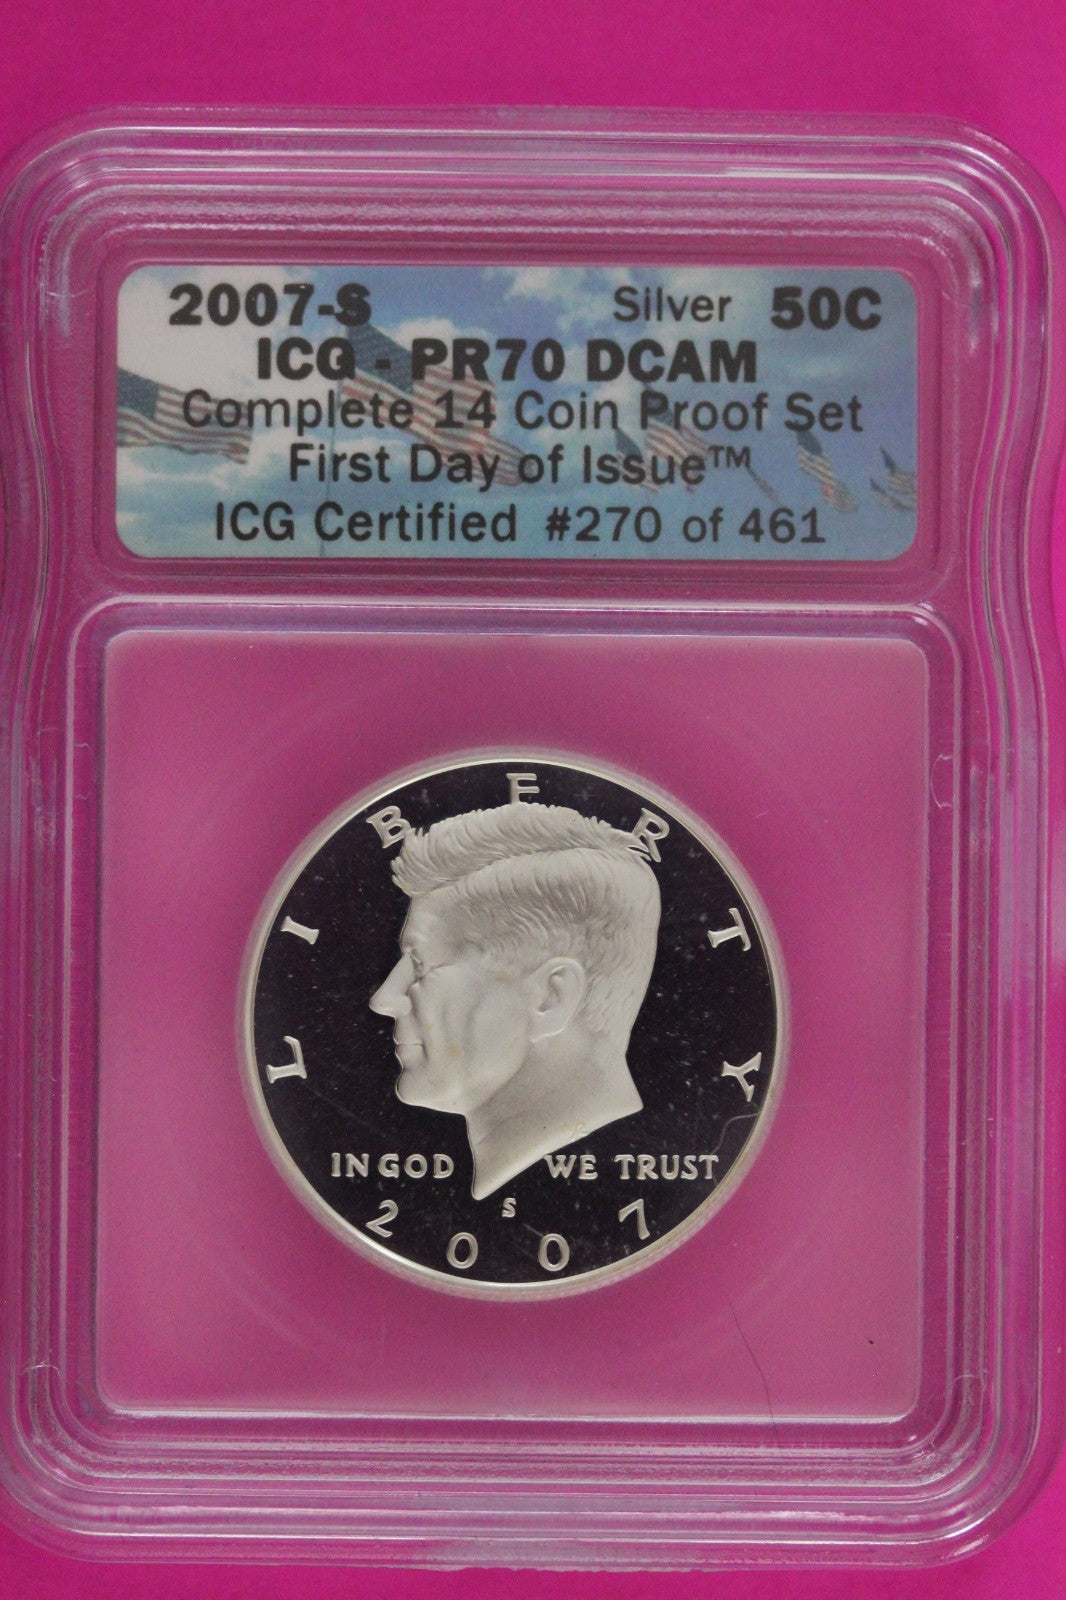 2007-S Silver 50C
ICG - PR70 DCAM
Complete 14 Coin Proof Set
First Day of Issue™
ICG Certified #270 of 461
LIBERTY
IN GOD WE TRUST
S
2007